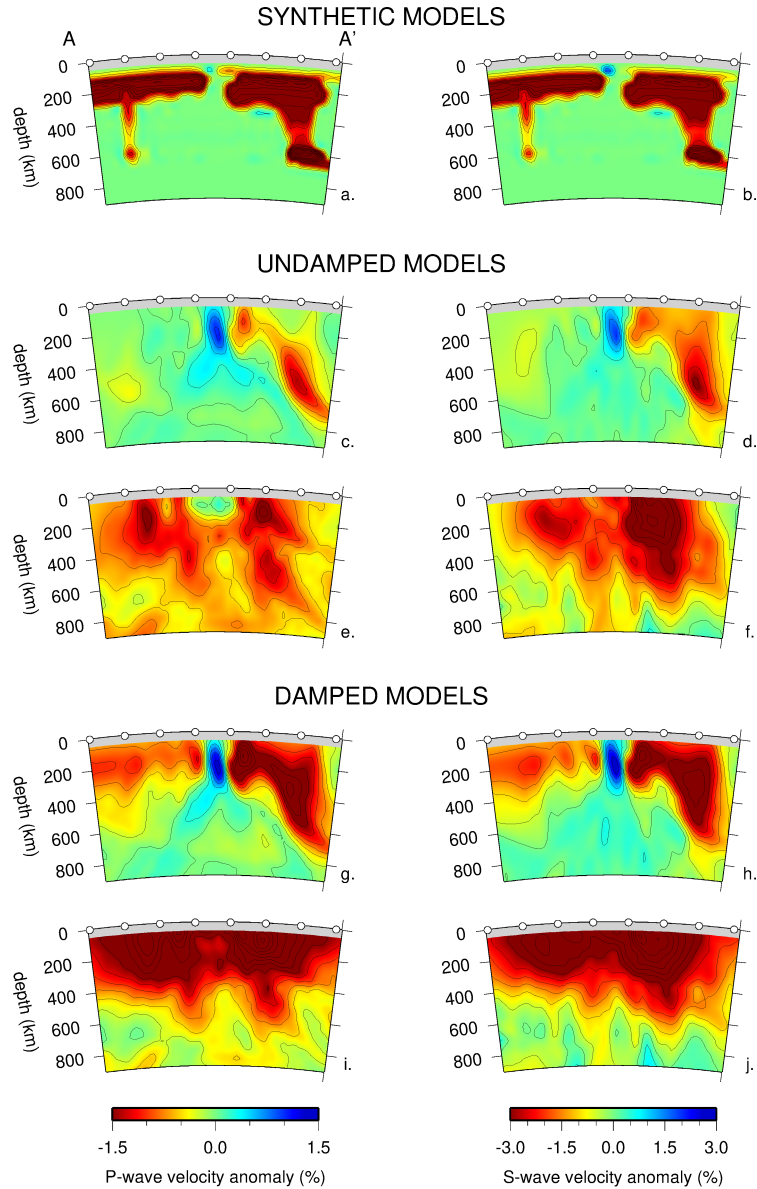 SYNTHETIC MODELS
A A'
0 0
200 200
400 400
600 600
800 800
depth (km)
a. b.
UNDAMPED MODELS
0 0
200 200
400 400
600 600
800 800
depth (km)
c. d.
0 0
200 200
400 400
600 600
800 800
depth (km)
e. f.
DAMPED MODELS
0 0
200 200
400 400
600 600
800 800
depth (km)
g. h.
0 0
200 200
400 400
600 600
800 800
depth (km)
i. j.
-1.5 0.0 1.5
P-wave velocity anomaly (%)
-3.0 -1.5 0.0 1.5 3.0
S-wave velocity anomaly (%)